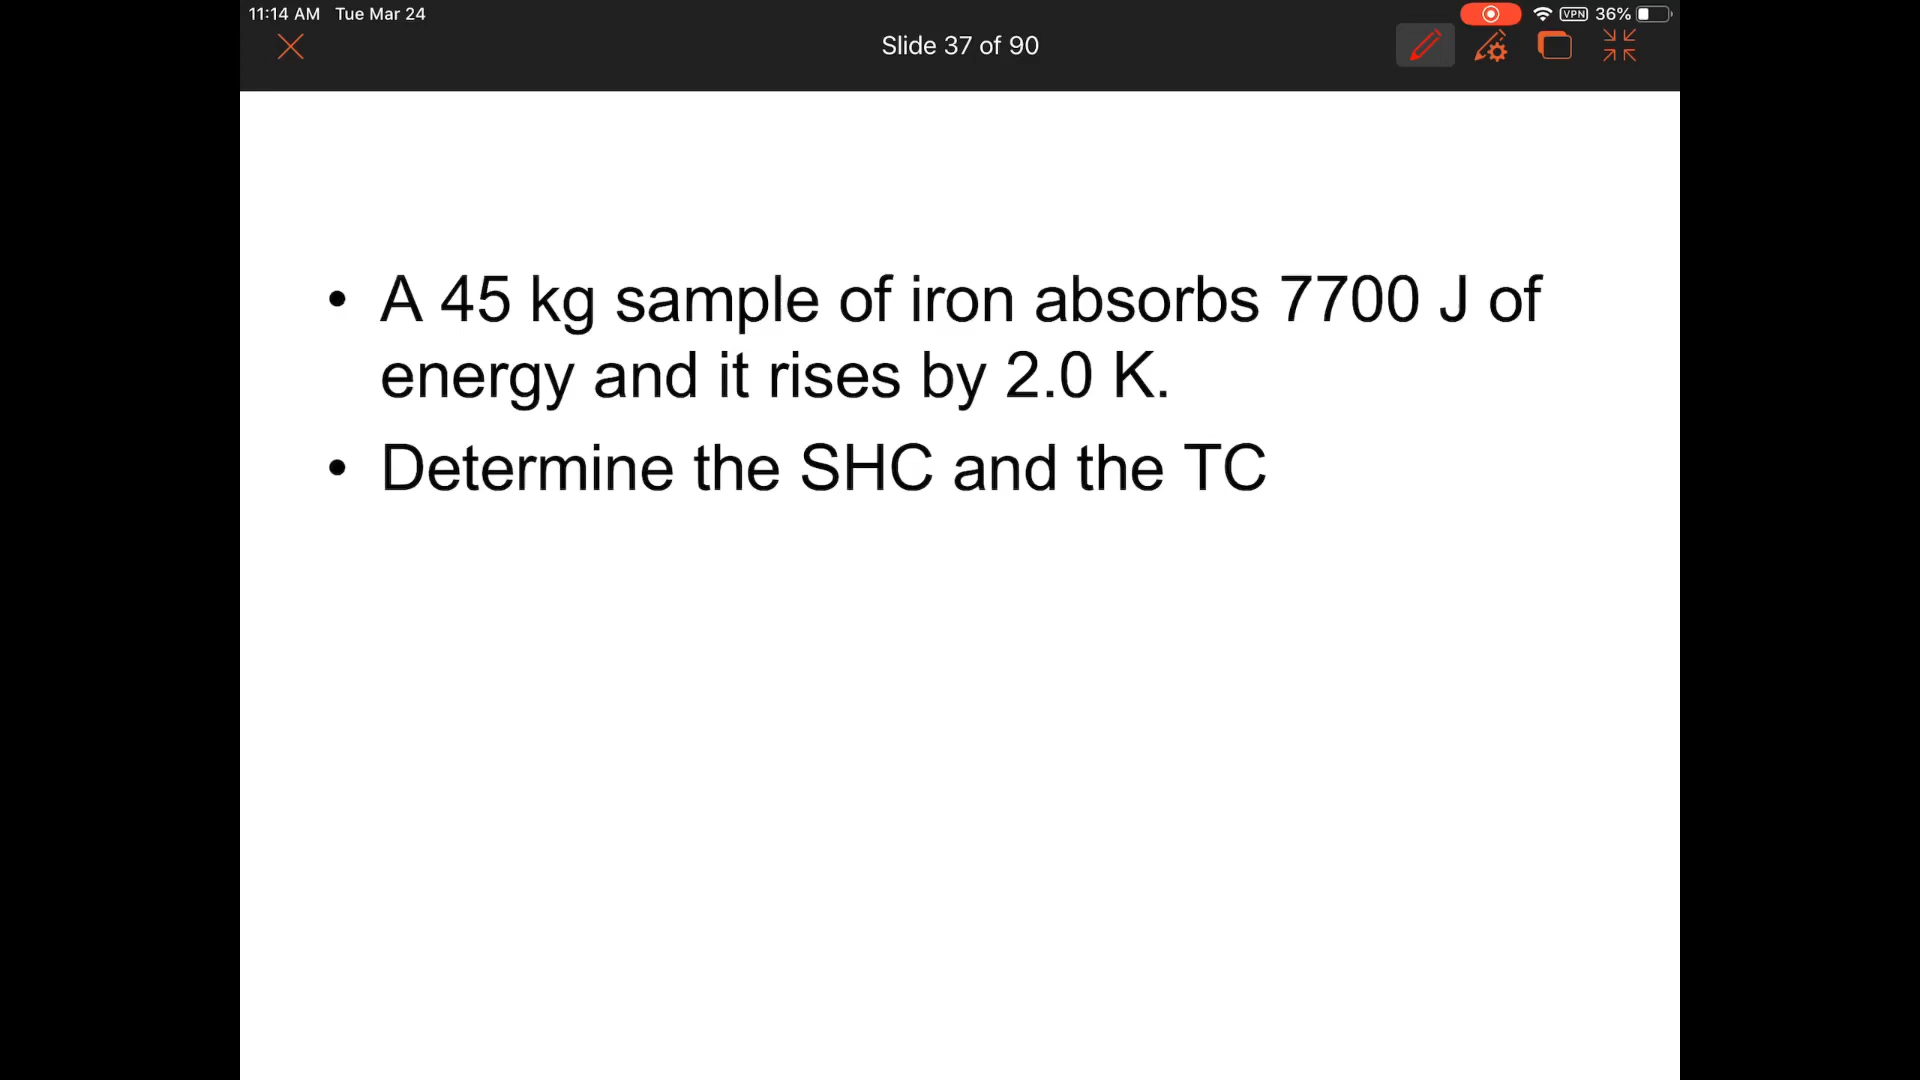 11:14 AM Tue Mar 24
VPN 36%
Slide 37 of 90
• A 45 kg sample of iron absorbs 7700 J of
energy and it rises by 2.0 K.
• Determine the SHC and the TC